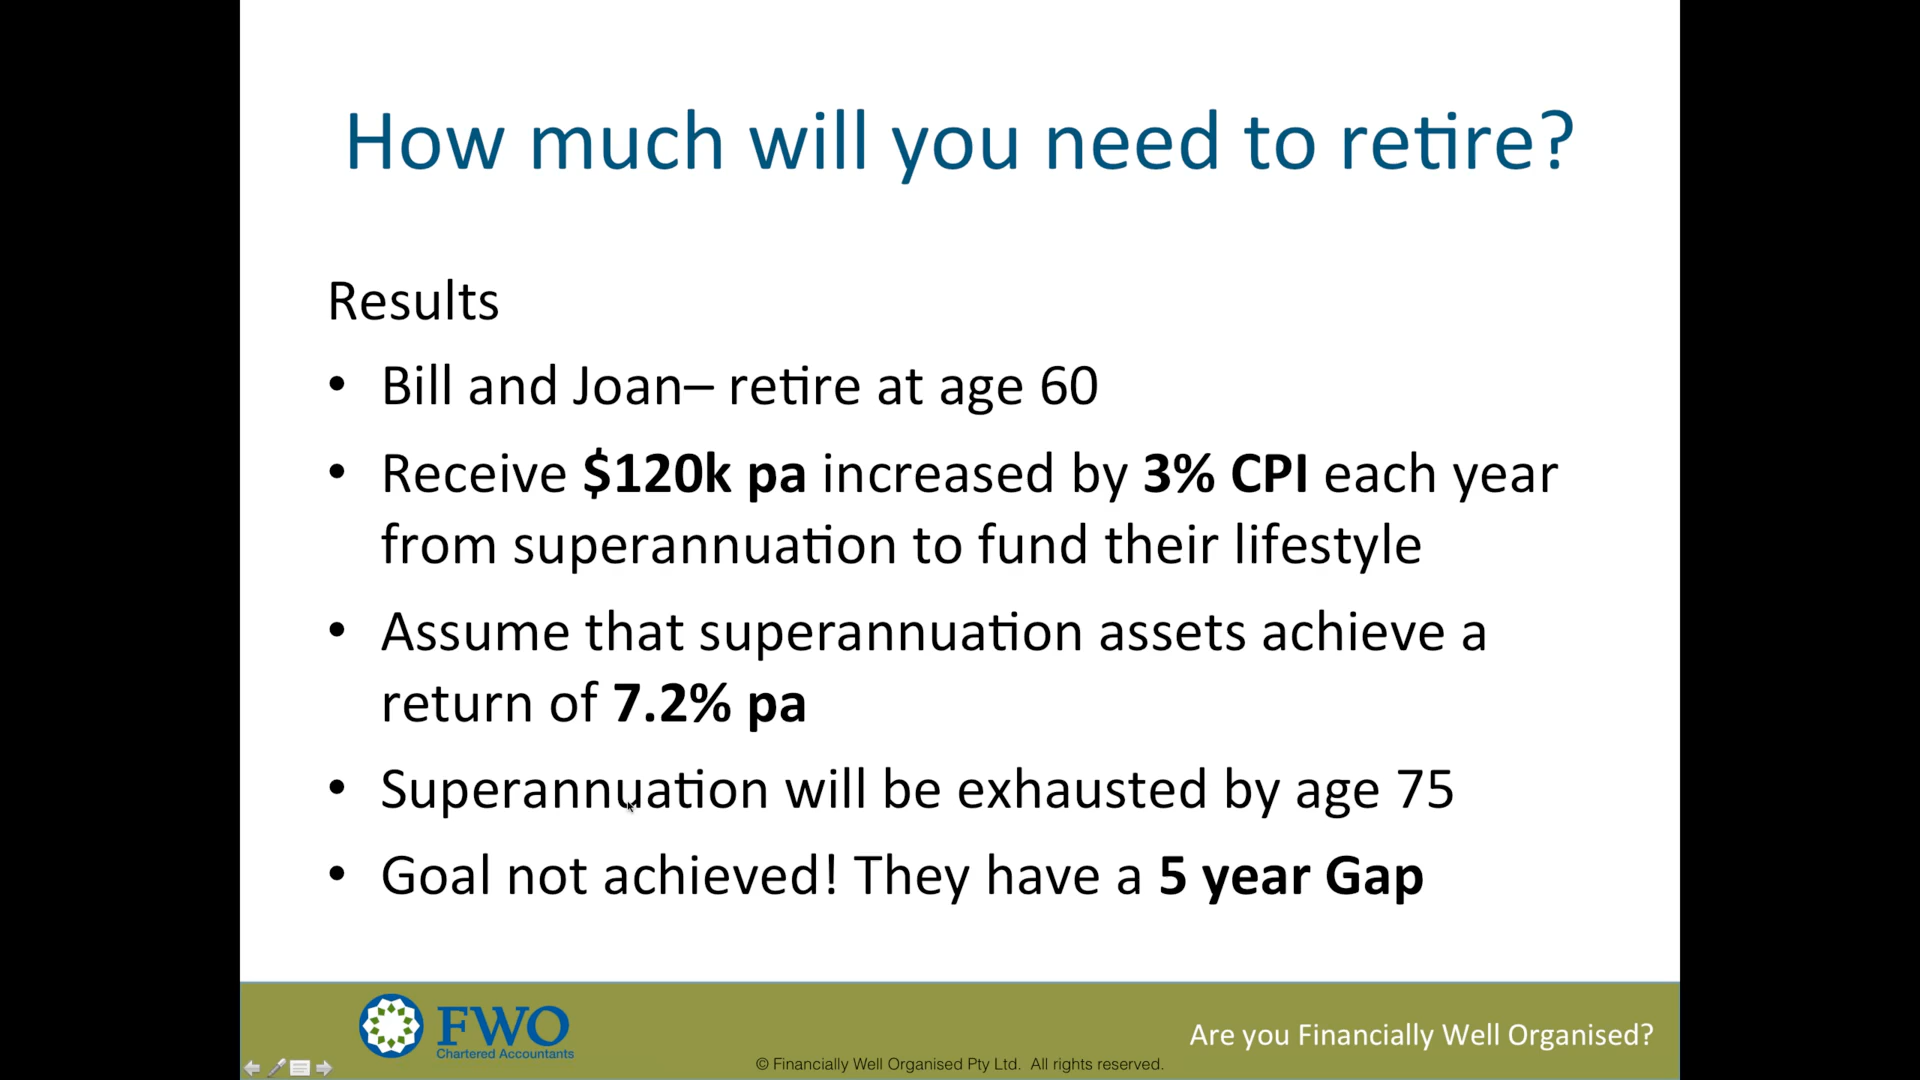 How much will you need to retire?
Results
• Bill and Joan– retire at age 60
• Receive $120k pa increased by 3% CPI each year
from superannuation to fund their lifestyle
• Assume that superannuation assets achieve a
return of 7.2% pa
• Superannuation will be exhausted by age 75
• Goal not achieved! They have a 5 year Gap
FWO
Chartered Accountants
Are you Financially Well Organised?
© Financially Well Organised Pty Ltd. All rights reserved.